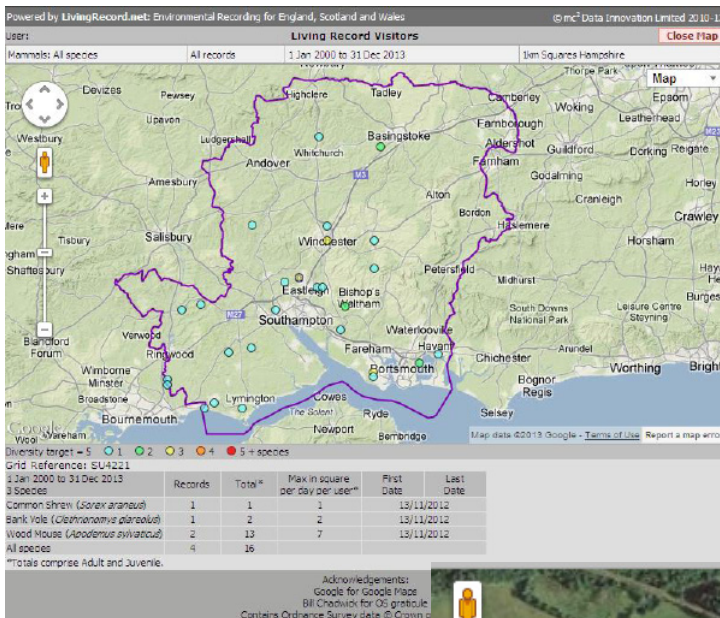 Powered by LivingRecord.net: Environmental Recording for England, Scotland and Wales © mc² Data Innovation Limited 2010-1
User: Living Record Visitors Close Map
Mammals: All species All records 1 Jan 2000 to 31 Dec 2013 1km Squares Hampshire
Map
Thorpe Park
Devizes
Pewsey
Highclere
Tadley
Camberley
Epsom
Woking
Leatherhead
Upavon
Farnborough
Westbury
Ludgershall
Basingstoke
Aldershot
Guildford
Dorking
Reigate
Whitchurch
Andover
Farnham
Godalming
Horley
M3
Amesbury
Alton
Cranleigh
Bordon
Crawley
Haslemere
Tisbury
Salisbury
Winchester
Horsham
Shaftesbury
Petersfield
Midhurst
Eastleigh
Bishop's
Waltham
South Downs
National Park
Leisure Centre
Steyning
M27
Southampton
Verwood
Waterlooville
Blandford
Forum
Ringwood
Fareham
Havant
Chichester
Arundel
Wimborne
Minster
Portsmouth
Worthing
Bright
Broadstone
Lymington
Cowes
Bognor
Regis
Bournemouth
The Solent
Ryde
Selsey
Google
Wool
Wareham
Newport
Bembridge
Map data ©2013 Google - Terms of Use
Report a map erro
Diversity target = 5 1 2 3 4 5 + species
Grid Reference: SU4221
1 Jan 2000 to 31 Dec 2013
3 Species
Records Total* Max in square
per day per user* First
Date Last
Date
Common Shrew (Sorex araneus) 1 1 1 13/11/2012
Bank Vole (Clethrionomys glareolus) 1 2 2 13/11/2012
Wood Mouse (Apodemus sylvaticus) 2 13 7 13/11/2012
All species 4 16
*Totals comprise Adult and Juvenile.
Acknowledgements:
Google for Google Maps
Bill Chadwick for OS graticule
Contains Ordnance Survey data © Crown c